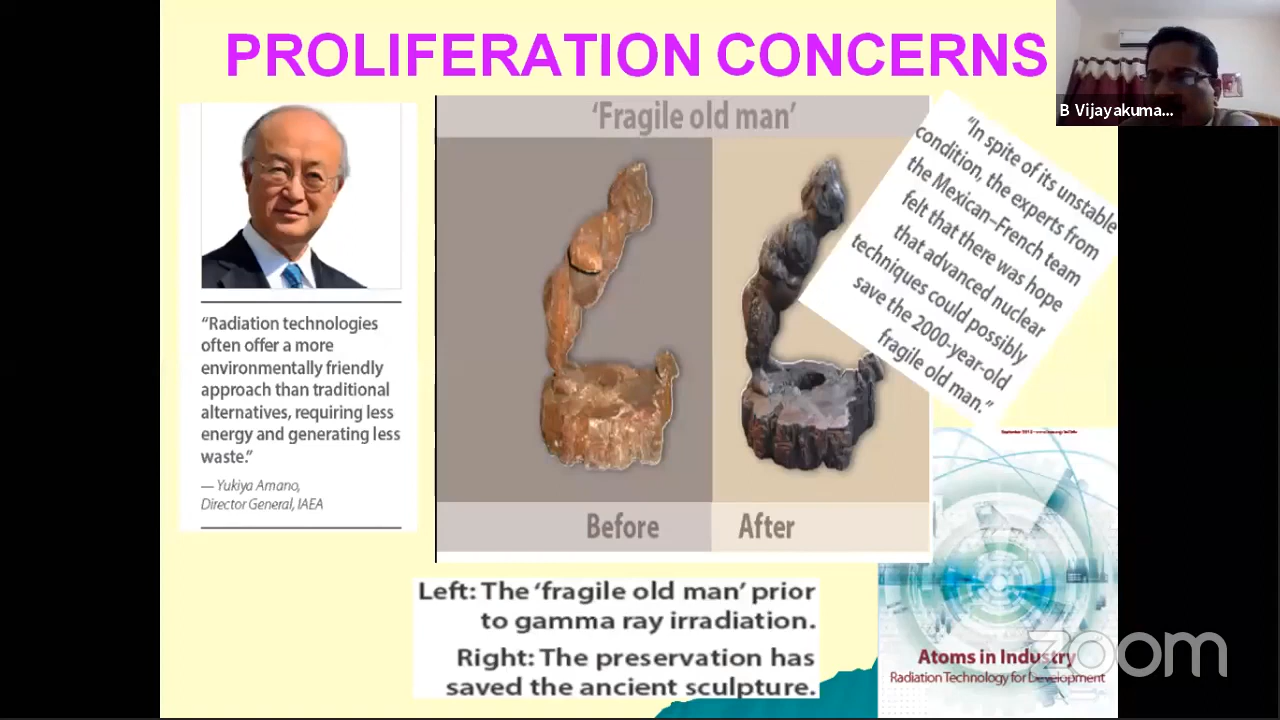 PROLIFERATION CONCERNS
B Vijayakuma...
'Fragile old man'
"In spite of its unstable
condition, the experts from
the Mexican–French team
felt that there was hope
that advanced nuclear
techniques could possibly
save the 2000-year-old
fragile old man."
"Radiation technologies
often offer a more
environmentally friendly
approach than traditional
alternatives, requiring less
energy and generating less
waste."
— Yukiya Amano,
Director General, IAEA
Before
After
Left: The 'fragile old man' prior
to gamma ray irradiation.
Right: The preservation has
saved the ancient sculpture.
Atoms in Industry
Radiation Technology for Development
zoom